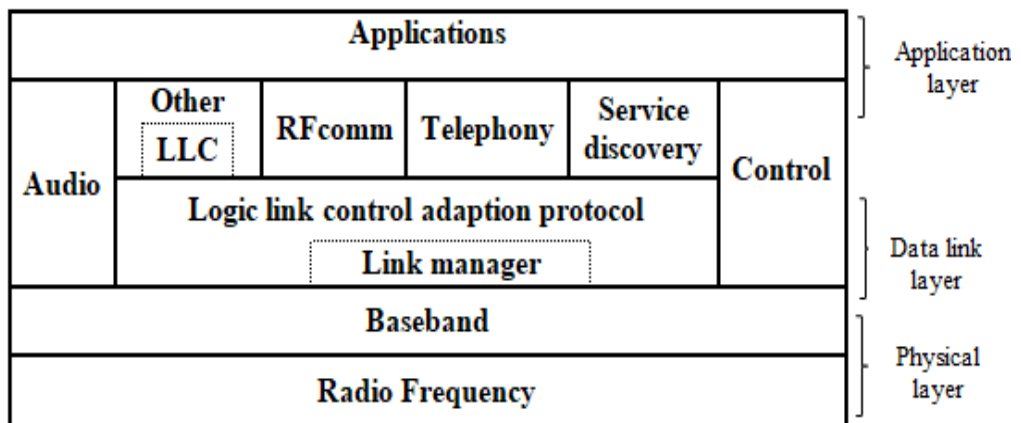 Applications
Application
layer
Other
LLC
RFcomm
Telephony
Service
discovery
Audio
Control
Logic link control adaption protocol
Link manager
Data link
layer
Baseband
Radio Frequency
Physical
layer